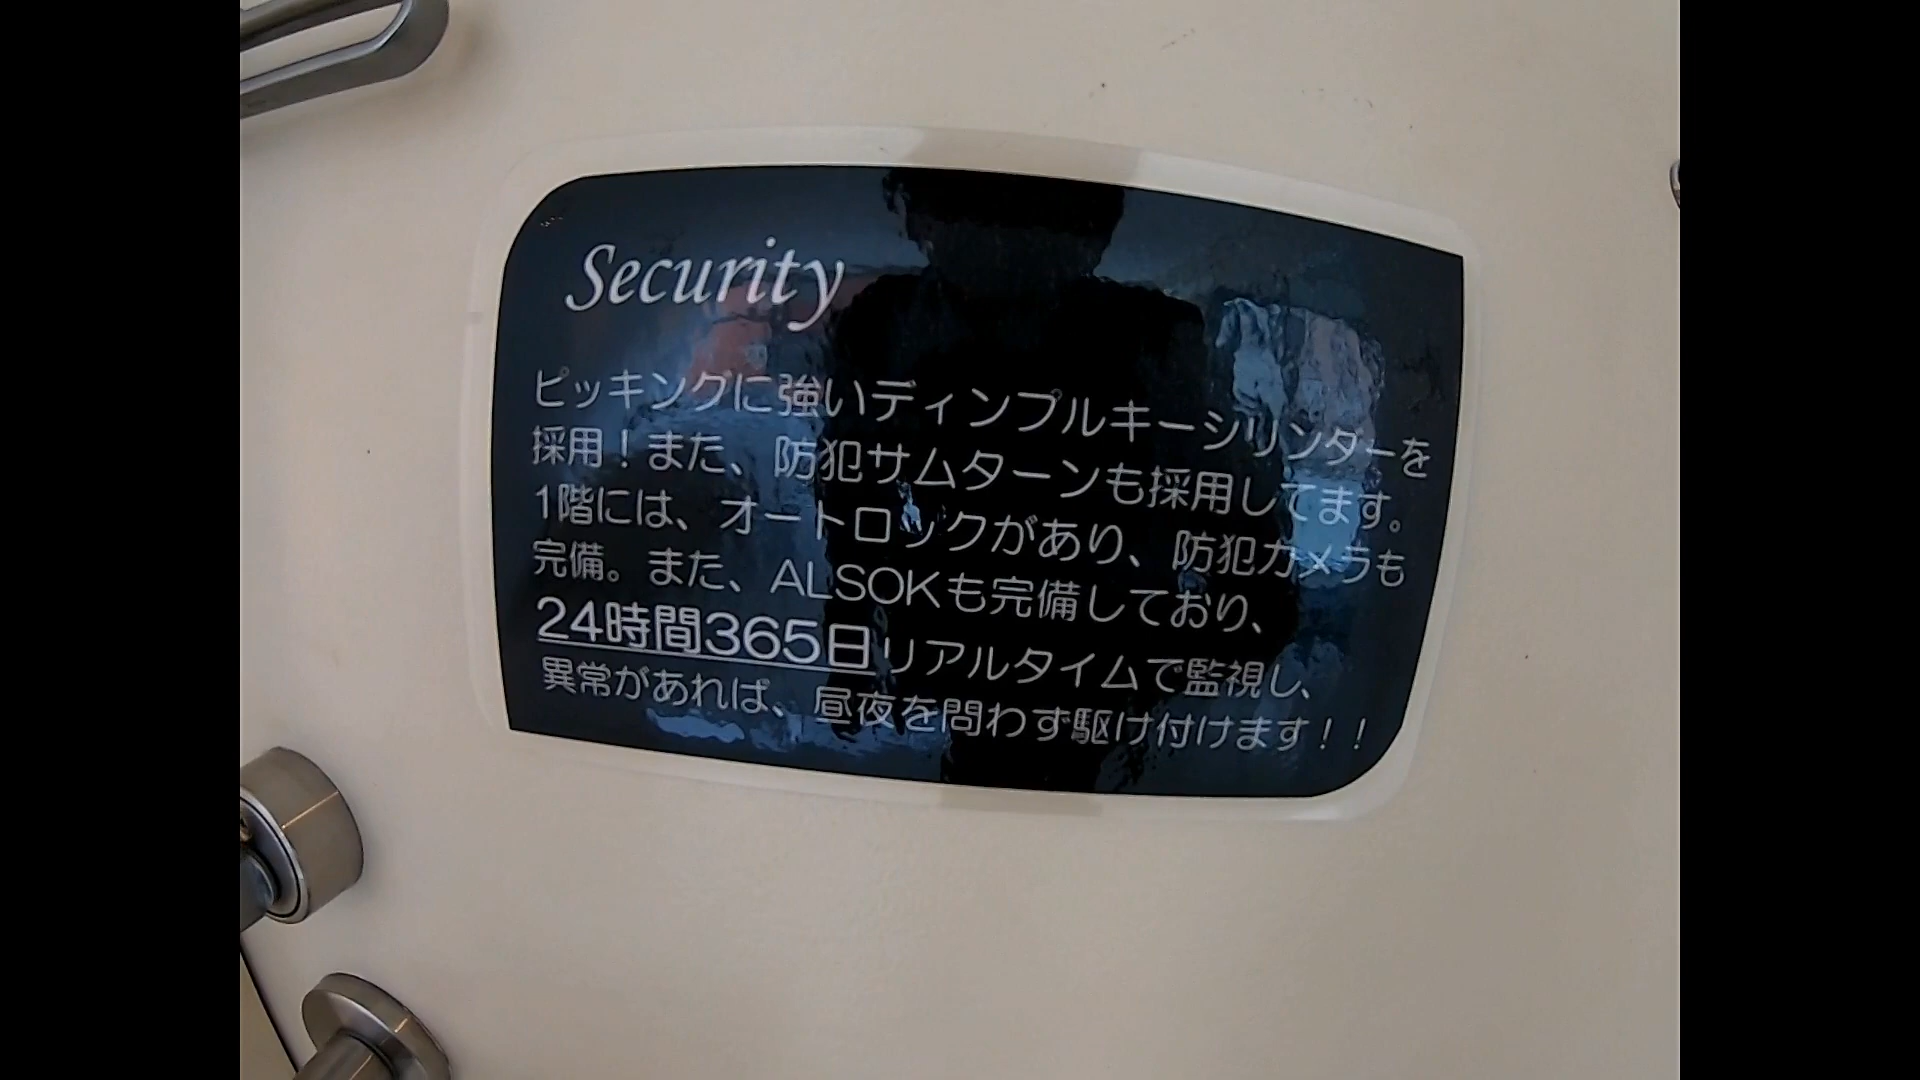 Security
ピッキングに強いディンプルキーシリンダーを
採用！また、防犯サムターンも採用してます。
1階には、オートロックがあり、防犯カメラも
完備。また、ALSOKも完備しており、
24時間365日リアルタイムで監視し、
異常があれば、昼夜を問わず駆け付けます！！